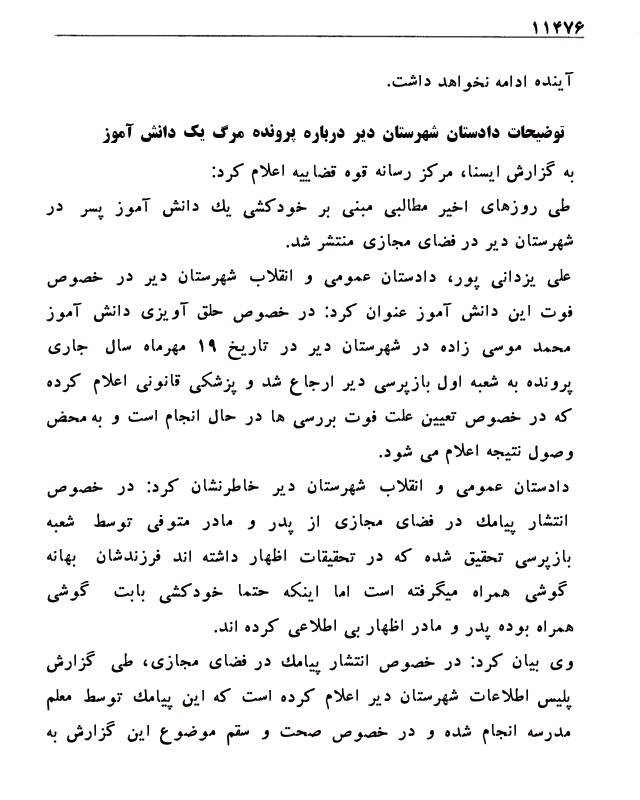 ۱۱۴۷۶
آینده ادامه نخواهد داشت.
توضیحات دادستان شهرستان دیر درباره پرونده مرگ یک دانش آموز
به گزارش ایسنا، مرکز رسانه قوه قضاییه اعلام کرد:
طی روزهای اخیر مطالبی مبنی بر خودکشی یك دانش آموز پسر در
شهرستان دیر در فضای مجازی منتشر شد.
علی یزدانی پور، دادستان عمومی و انقلاب شهرستان دیر در خصوص
فوت این دانش آموز عنوان کرد: در خصوص حلق آویزی دانش آموز
محمد موسی زاده در شهرستان دیر در تاریخ ۱۹ مهرماه سال جاری
پرونده به شعبه اول بازپرسی دیر ارجاع شد و پزشکی قانونی اعلام کرده
که در خصوص تعیین علت فوت بررسی ها در حال انجام است و به محض
وصول نتیجه اعلام می شود.
دادستان عمومی و انقلاب شهرستان دیر خاطرنشان کرد: در خصوص
انتشار پیامك در فضای مجازی از پدر و مادر متوفی توسط شعبه
بازپرسی تحقیق شده که در تحقیقات اظهار داشته اند فرزندشان بهانه
گوشی همراه میگرفته است اما اینکه حتما خودکشی بابت گوشی
همراه بوده پدر و مادر اظهار بی اطلاعی کرده اند.
وی بیان کرد: در خصوص انتشار پیامك در فضای مجازی، طی گزارش
پلیس اطلاعات شهرستان دیر اعلام کرده است که این پیامك توسط معلم
مدرسه انجام شده و در خصوص صحت و سقم موضوع این گزارش به